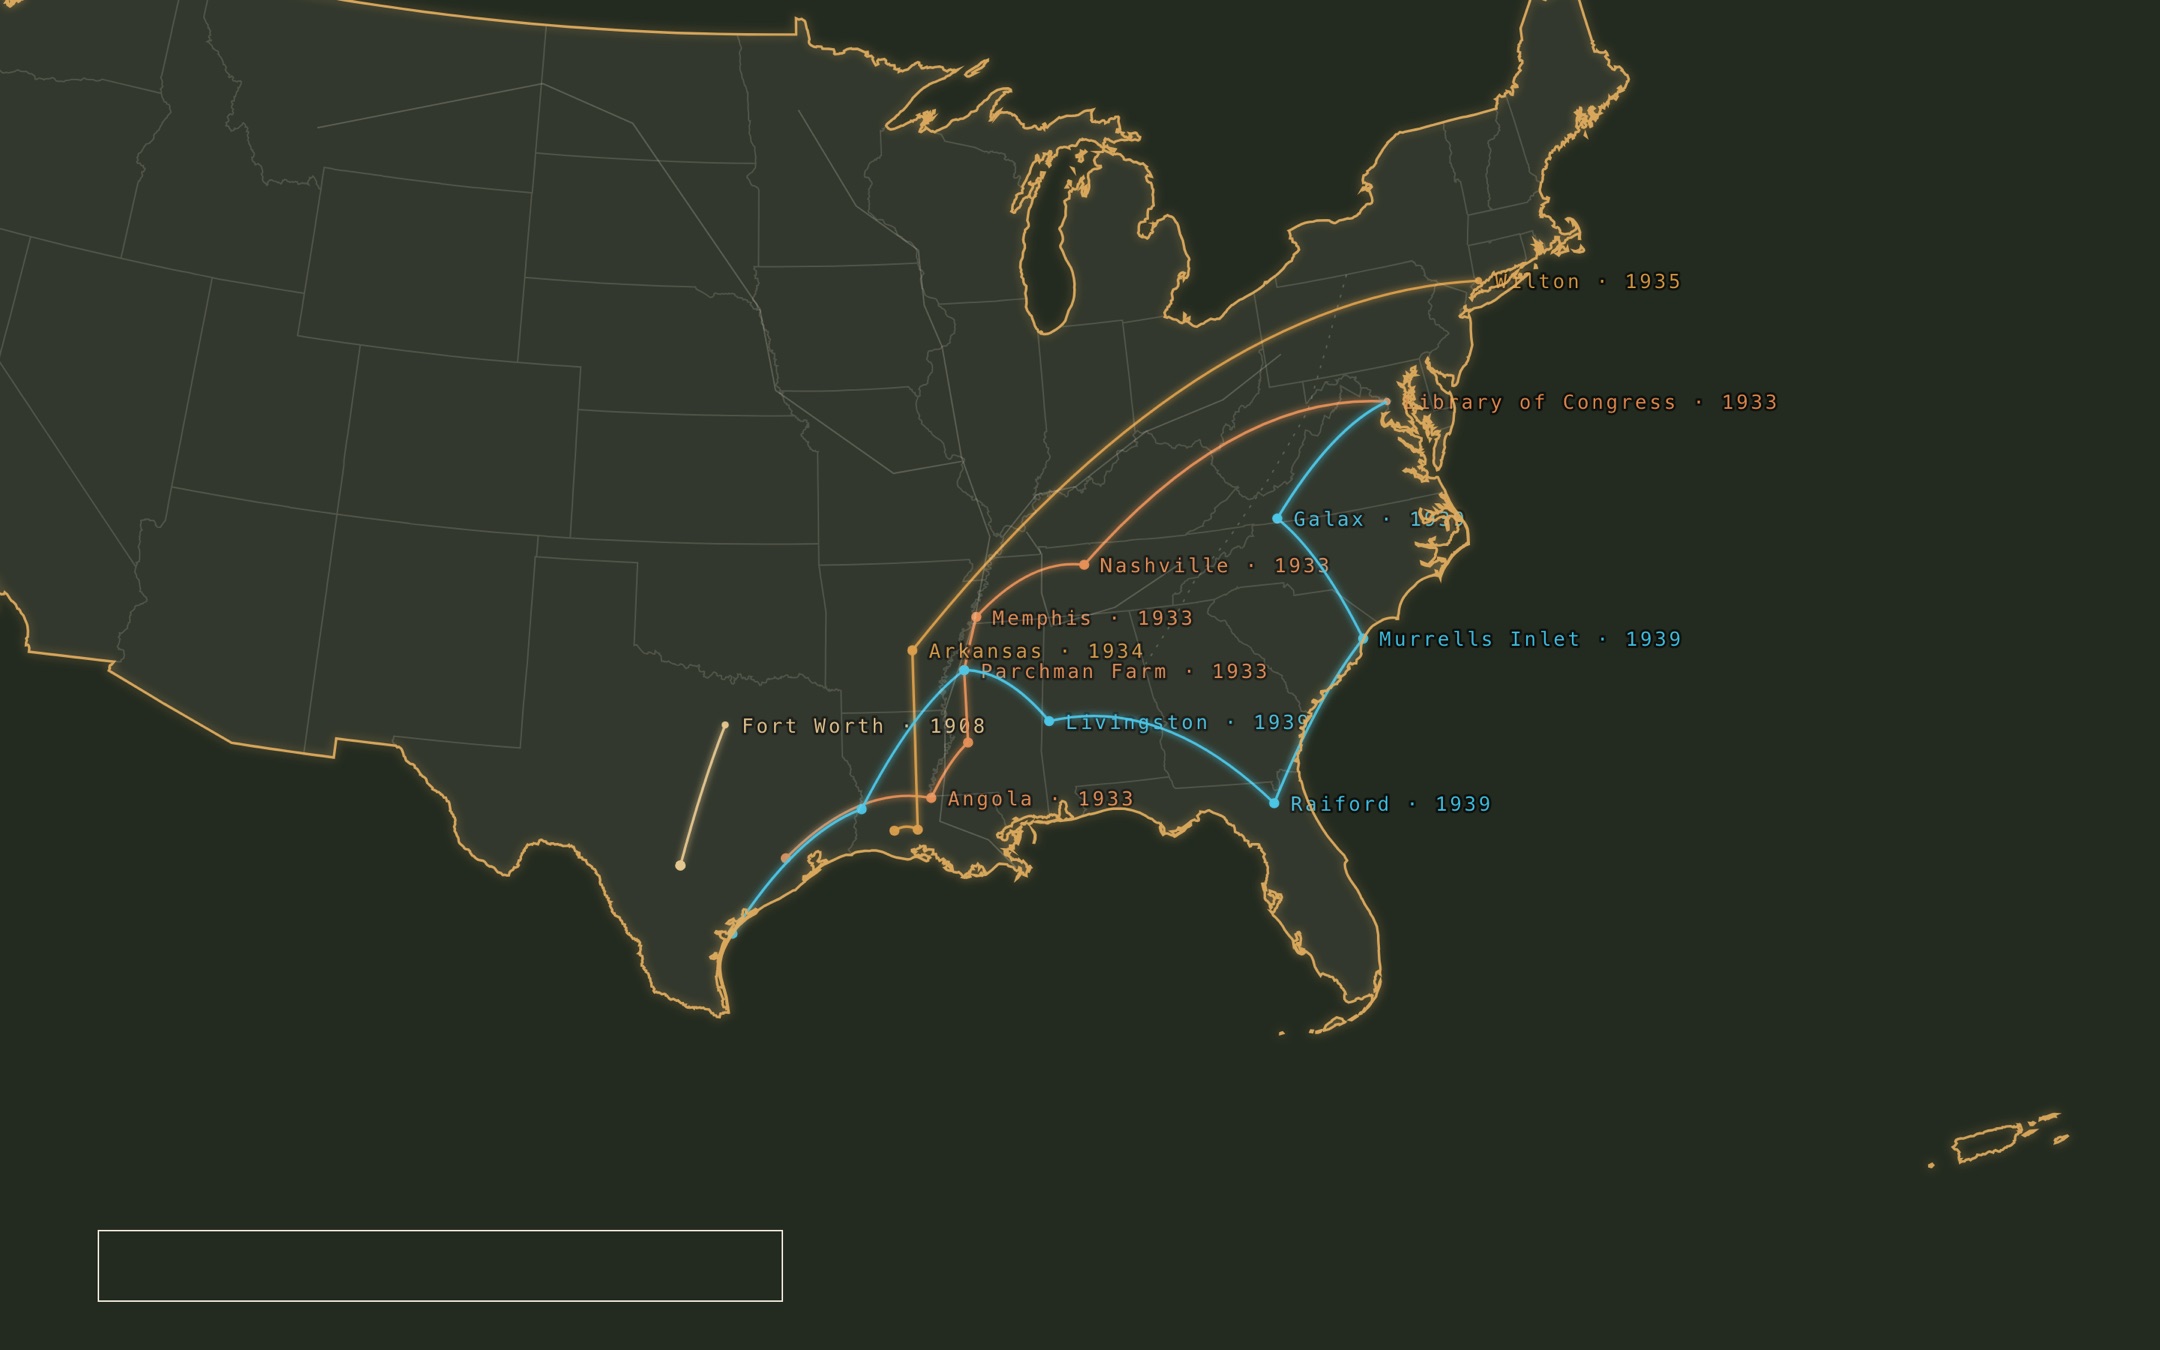 Wilton · 1935
Library of Congress · 1933
Galax · 1939
Nashville · 1933
Memphis · 1933
Murrells Inlet · 1939
Arkansas · 1934
Parchman Farm · 1933
Livingston · 1939
Fort Worth · 1908
Angola · 1933
Raiford · 1939